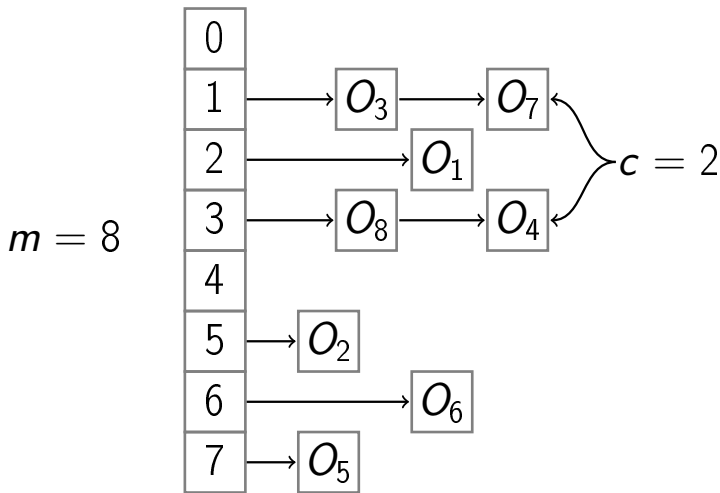 0
1 O₃ O₇
2 O₁ c = 2
3 O₈ O₄
m = 8
4
5 O₂
6 O₆
7 O₅